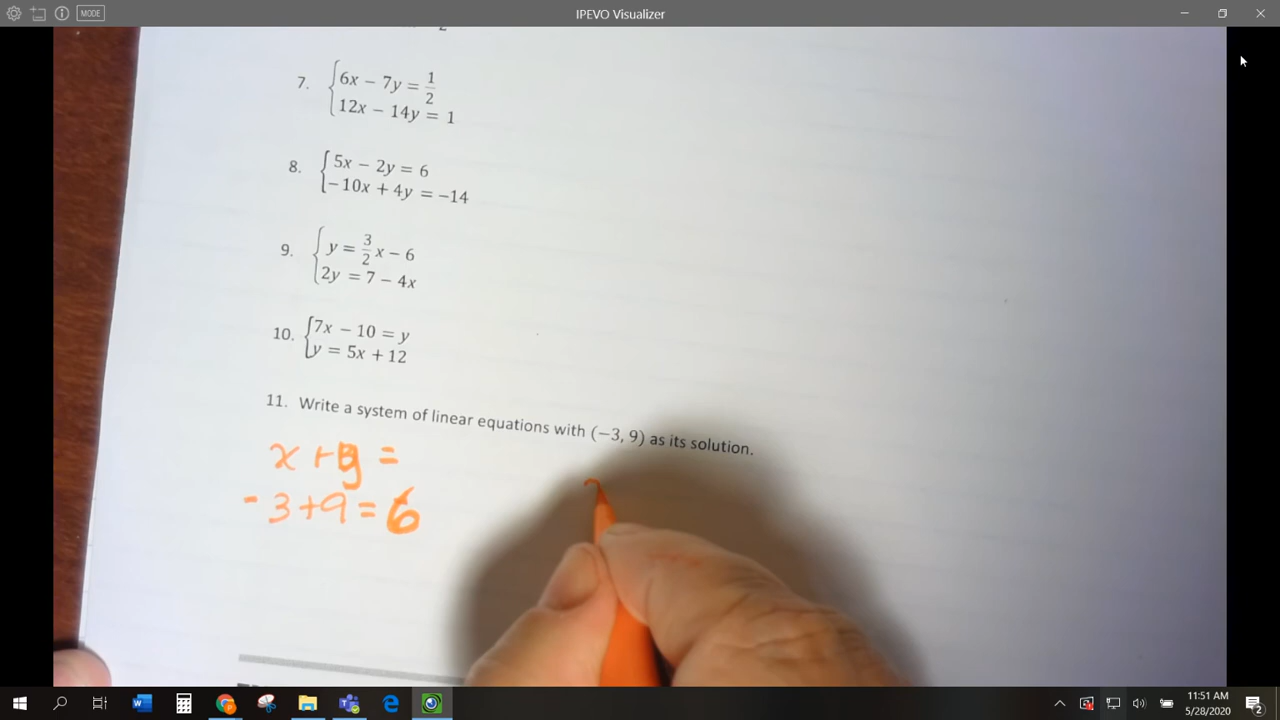 MODE
IPEVO Visualizer
7. {6x − 7y = 1/2
12x − 14y = 1
8. {5x − 2y = 6
−10x + 4y = −14
9. {y = 3/2 x − 6
2y = 7 − 4x
10. {7x − 10 = y
y = 5x + 12
11. Write a system of linear equations with (−3, 9) as its solution.
x + y =
-3+9=6
11:51 AM
5/28/2020
2